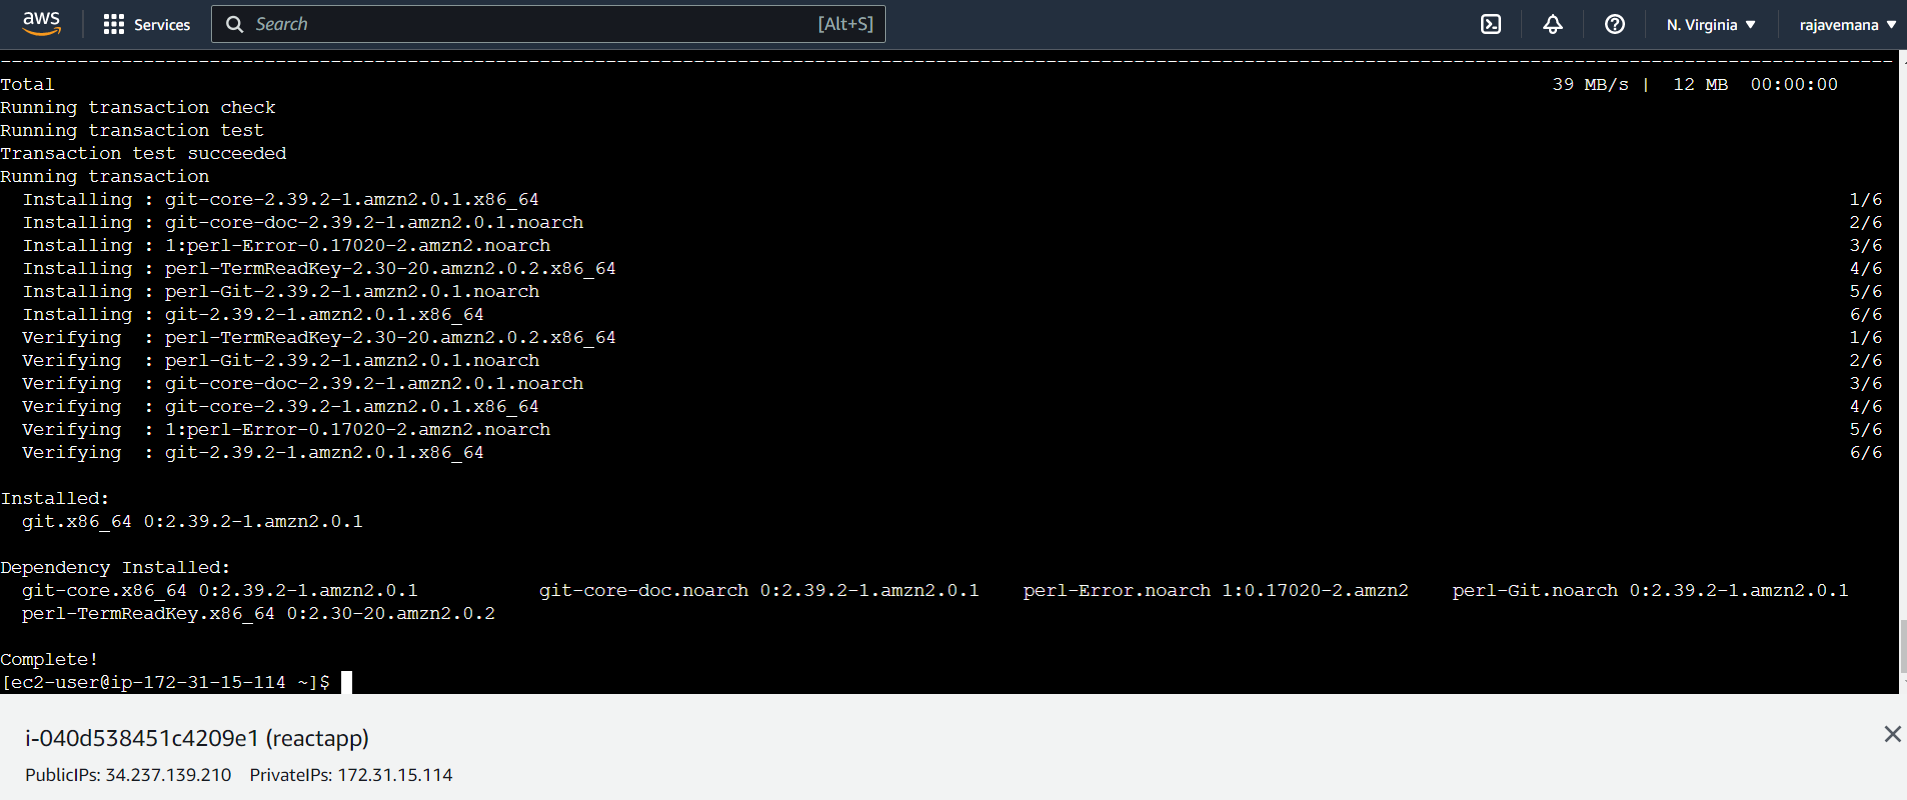 aws Services Search [Alt+S] N. Virginia ▼ rajavemana ▼
--------------------------------------------------------------------------------------------------------------------------------------------------------------------------
Total 39 MB/s | 12 MB 00:00:00
Running transaction check
Running transaction test
Transaction test succeeded
Running transaction
Installing : git-core-2.39.2-1.amzn2.0.1.x86_64 1/6
Installing : git-core-doc-2.39.2-1.amzn2.0.1.noarch 2/6
Installing : 1:perl-Error-0.17020-2.amzn2.noarch 3/6
Installing : perl-TermReadKey-2.30-20.amzn2.0.2.x86_64 4/6
Installing : perl-Git-2.39.2-1.amzn2.0.1.noarch 5/6
Installing : git-2.39.2-1.amzn2.0.1.x86_64 6/6
Verifying : perl-TermReadKey-2.30-20.amzn2.0.2.x86_64 1/6
Verifying : perl-Git-2.39.2-1.amzn2.0.1.noarch 2/6
Verifying : git-core-doc-2.39.2-1.amzn2.0.1.noarch 3/6
Verifying : git-core-2.39.2-1.amzn2.0.1.x86_64 4/6
Verifying : 1:perl-Error-0.17020-2.amzn2.noarch 5/6
Verifying : git-2.39.2-1.amzn2.0.1.x86_64 6/6
Installed:
git.x86_64 0:2.39.2-1.amzn2.0.1
Dependency Installed:
git-core.x86_64 0:2.39.2-1.amzn2.0.1 git-core-doc.noarch 0:2.39.2-1.amzn2.0.1 perl-Error.noarch 1:0.17020-2.amzn2 perl-Git.noarch 0:2.39.2-1.amzn2.0.1
perl-TermReadKey.x86_64 0:2.30-20.amzn2.0.2
Complete!
[ec2-user@ip-172-31-15-114 ~]$
i-040d538451c4209e1 (reactapp)
PublicIPs: 34.237.139.210 PrivateIPs: 172.31.15.114